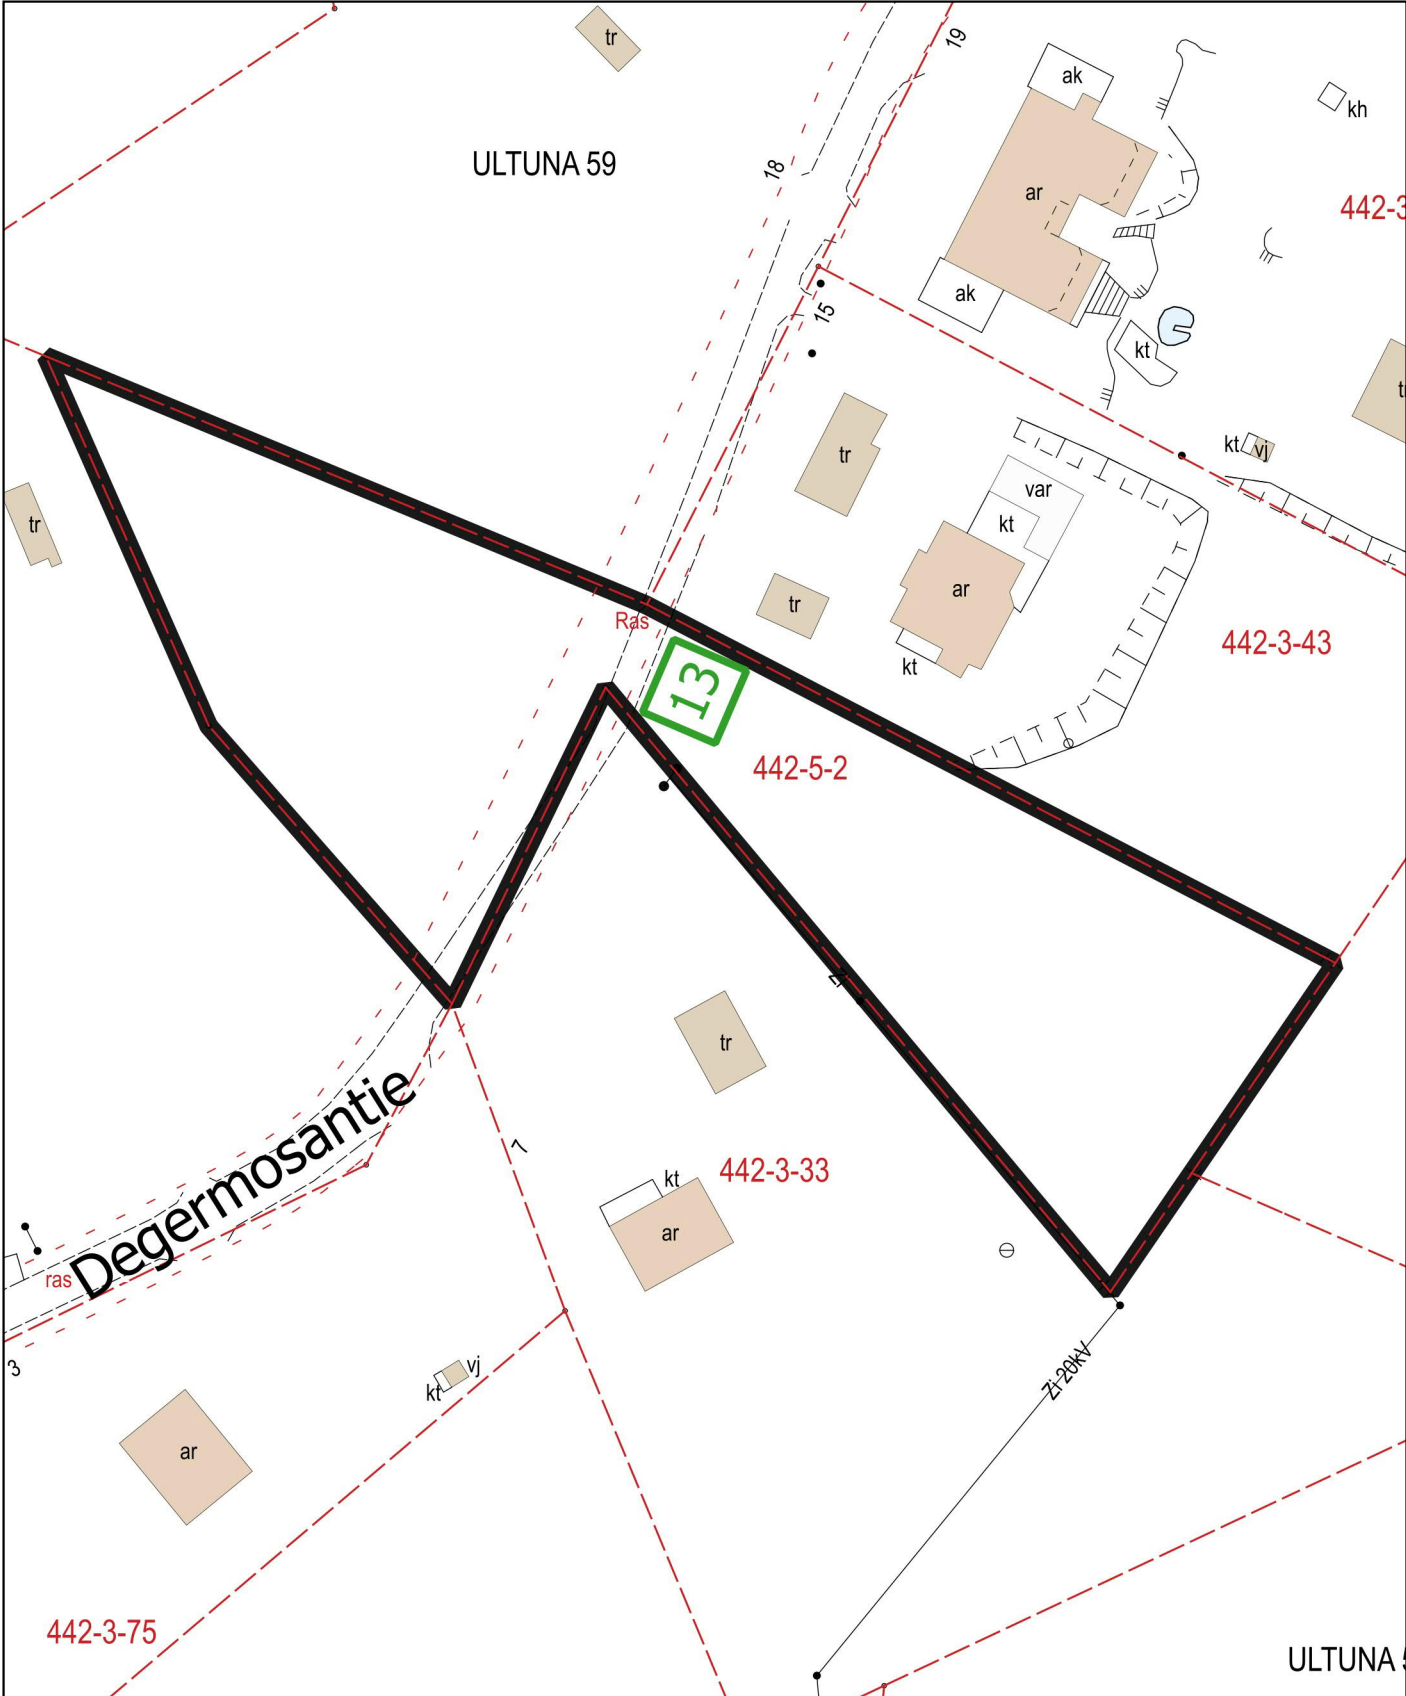 tr
19
ak
kh
ULTUNA 59
18
ar
442-3
ak
15
kt
tr
kt
vj
tr
var
kt
tr
ar
tr
Ras
kt
442-3-43
13
442-5-2
Zi
tr
Degermosantie
7
kt
442-3-33
ar
ras
3
vj
kt
Zi 20kV
ar
442-3-75
ULTUNA 5